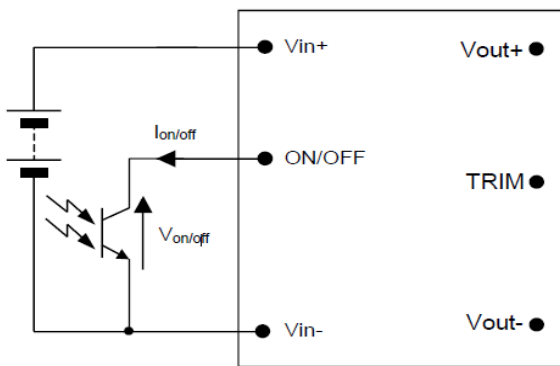 Vin+
Vout+
Ion/off
ON/OFF
TRIM
Von/off
Vin-
Vout-